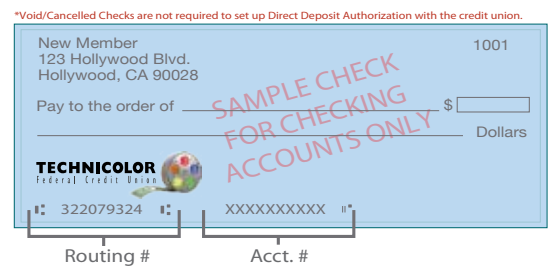 *Void/Cancelled Checks are not required to set up Direct Deposit Authorization with the credit union.
New Member 1001
123 Hollywood Blvd.
Hollywood, CA 90028
Pay to the order of $
Dollars
SAMPLE CHECK
FOR CHECKING
ACCOUNTS ONLY
TECHNICOLOR
Federal Credit Union
⑆ 322079324 ⑆ XXXXXXXXXX ⑈
Routing # Acct. #